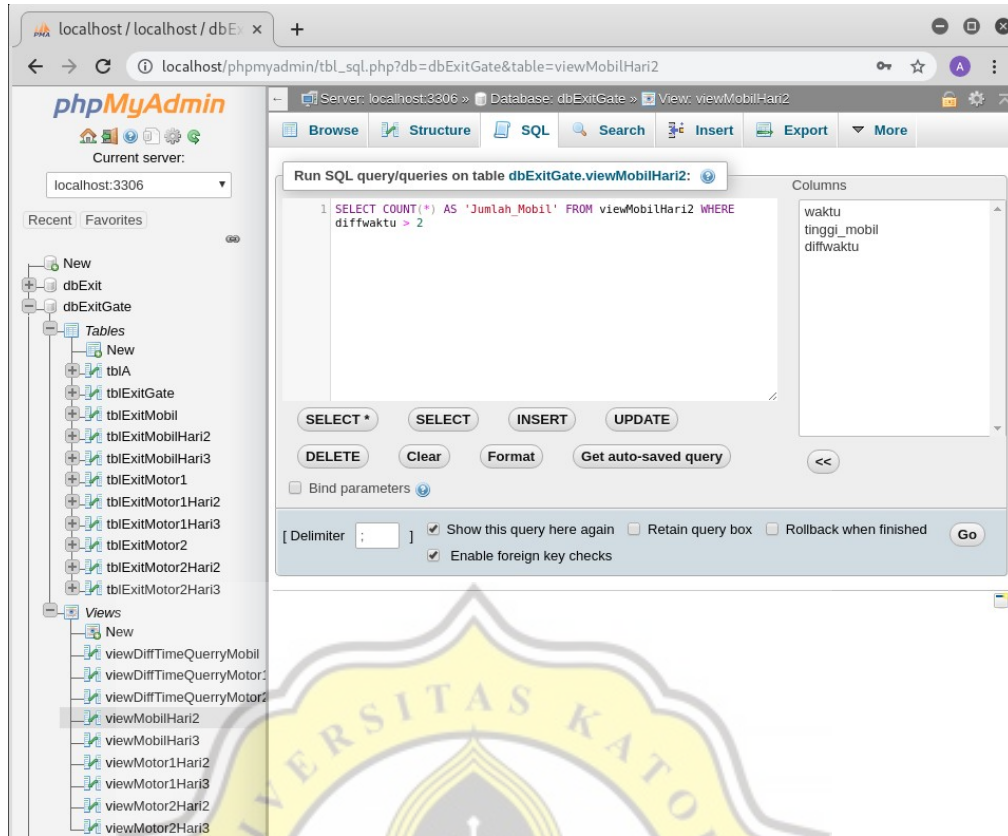 localhost / localhost / dbEx
localhost/phpmyadmin/tbl_sql.php?db=dbExitGate&table=viewMobilHari2
A
phpMyAdmin
Current server:
localhost:3306
Recent Favorites
New
dbExit
dbExitGate
Tables
New
tblA
tblExitGate
tblExitMobil
tblExitMobilHari2
tblExitMobilHari3
tblExitMotor1
tblExitMotor1Hari2
tblExitMotor1Hari3
tblExitMotor2
tblExitMotor2Hari2
tblExitMotor2Hari3
Views
New
viewDiffTimeQuerryMobil
viewDiffTimeQuerryMotor1
viewDiffTimeQuerryMotor2
viewMobilHari2
viewMobilHari3
viewMotor1Hari2
viewMotor1Hari3
viewMotor2Hari2
viewMotor2Hari3
Server: localhost:3306 » Database: dbExitGate » View: viewMobilHari2
Browse Structure SQL Search Insert Export More
Run SQL query/queries on table dbExitGate.viewMobilHari2:
1 SELECT COUNT(*) AS 'Jumlah_Mobil' FROM viewMobilHari2 WHERE
diffwaktu > 2
Columns
waktu
tinggi_mobil
diffwaktu
SELECT * SELECT INSERT UPDATE
DELETE Clear Format Get auto-saved query <<
Bind parameters
[ Delimiter ; ] Show this query here again Retain query box Rollback when finished Go
Enable foreign key checks
VERSITAS KATO